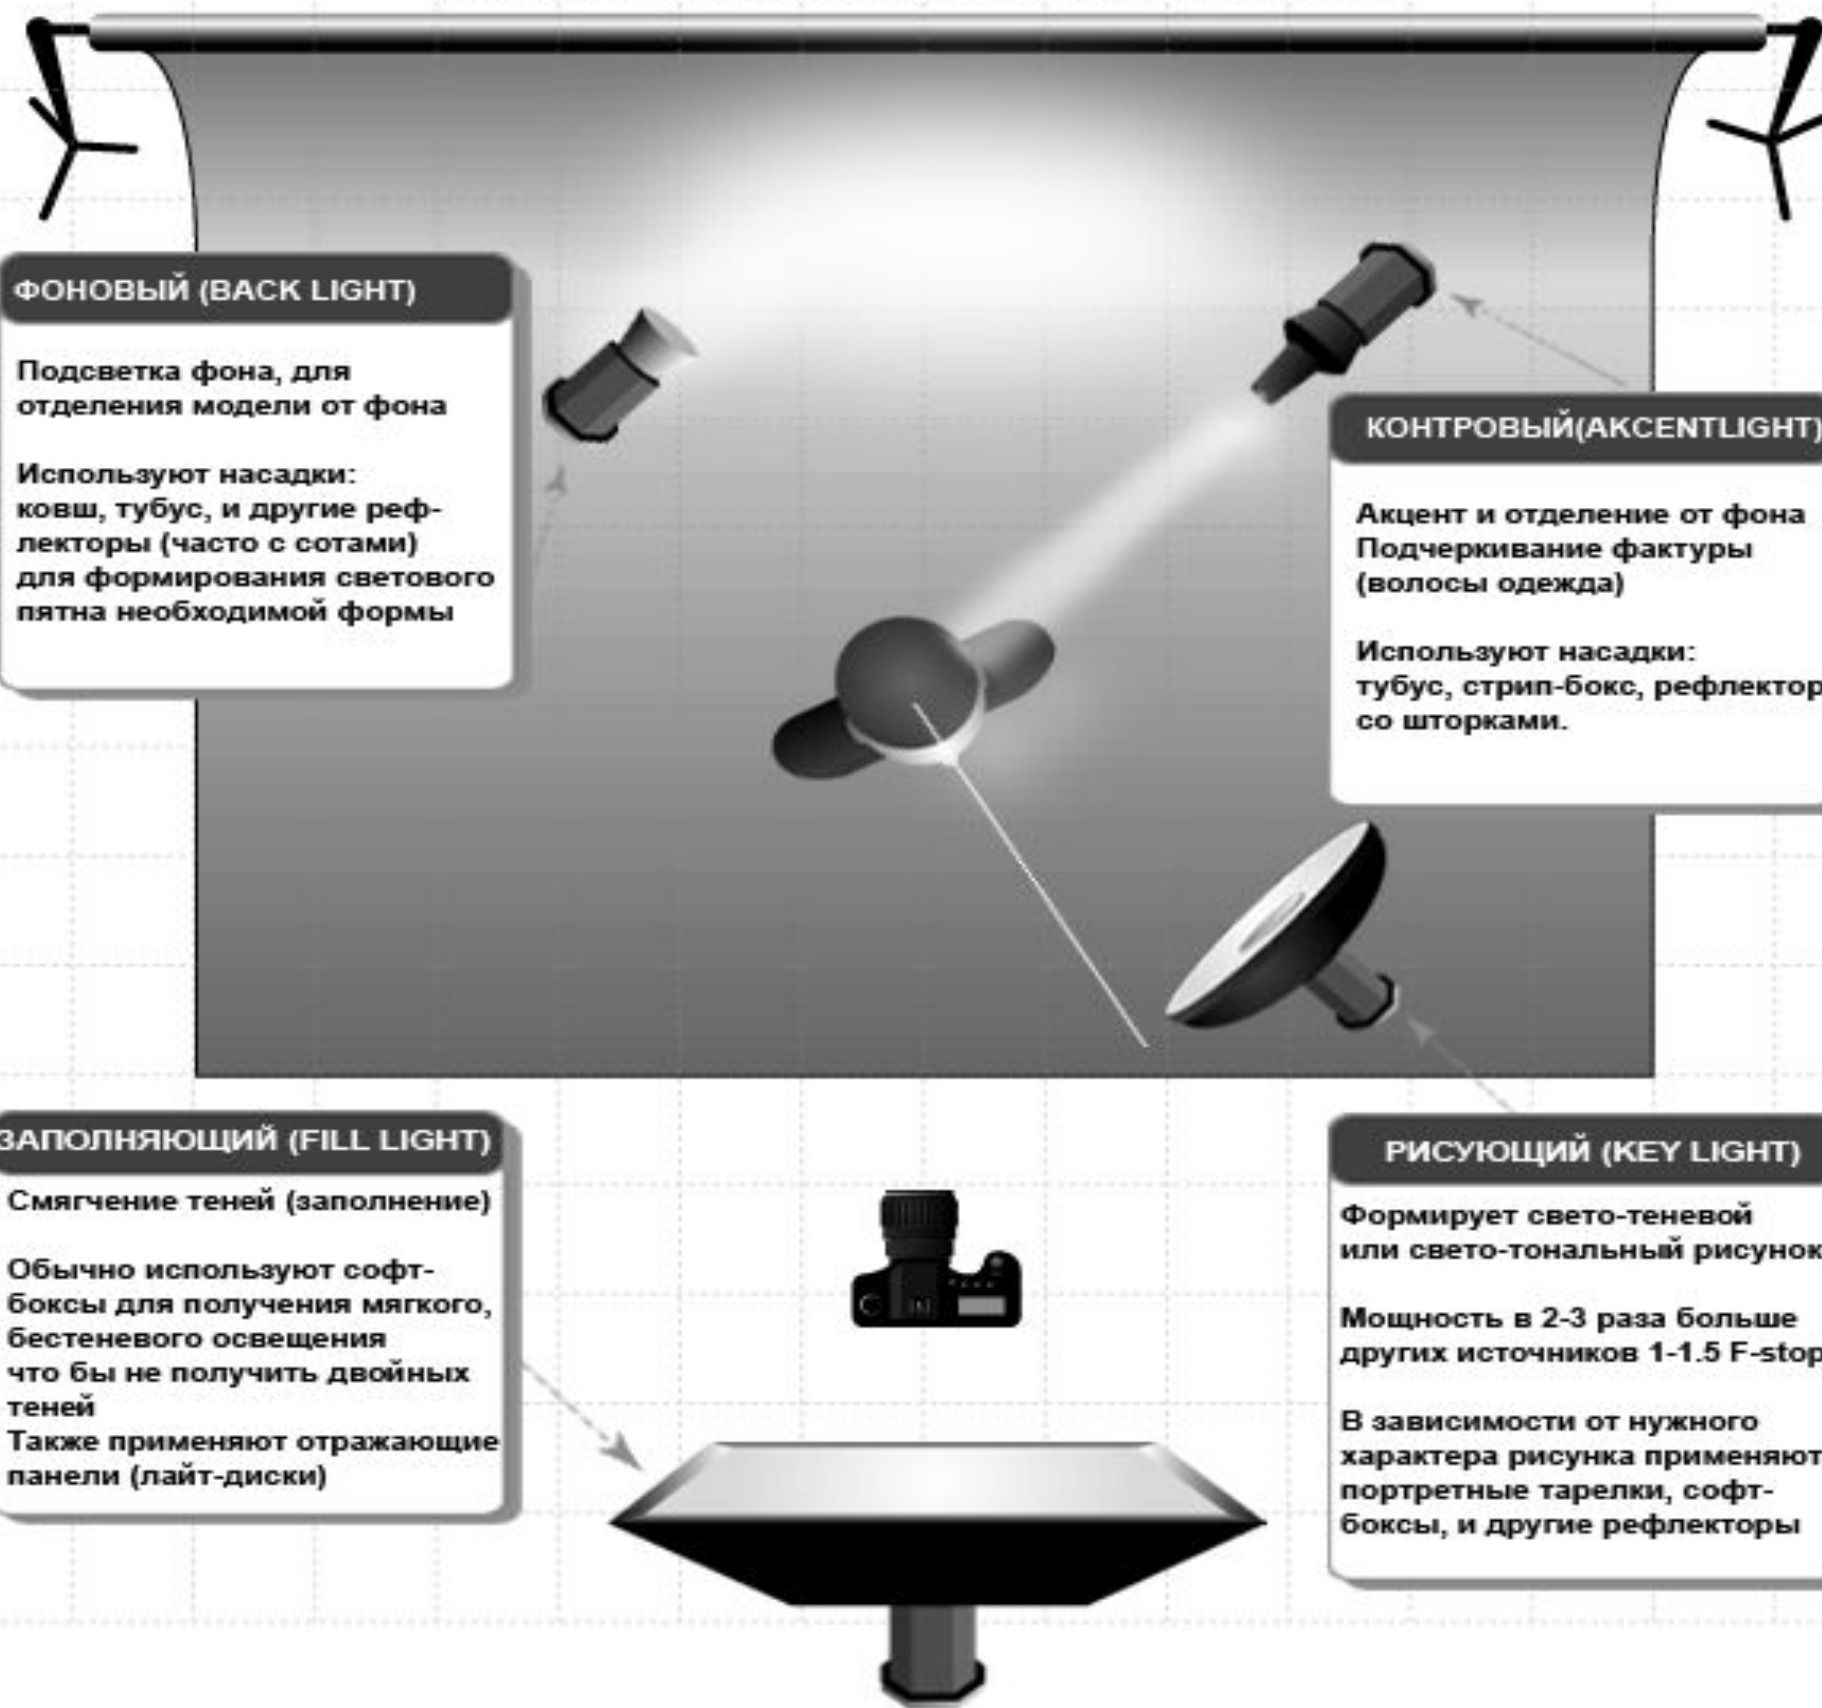 ФОНОВЫЙ (BACK LIGHT)
Подсветка фона, для
отделения модели от фона
Используют насадки:
ковш, тубус, и другие реф-
лекторы (часто с сотами)
для формирования светового
пятна необходимой формы
КОНТРОВЫЙ(AKCENTLIGHT)
Акцент и отделение от фона
Подчеркивание фактуры
(волосы одежда)
Используют насадки:
тубус, стрип-бокс, рефлектор
со шторками.
ЗАПОЛНЯЮЩИЙ (FILL LIGHT)
Смягчение теней (заполнение)
Обычно используют софт-
боксы для получения мягкого,
бестеневого освещения
что бы не получить двойных
теней
Также применяют отражающие
панели (лайт-диски)
РИСУЮЩИЙ (KEY LIGHT)
Формирует свето-теневой
или свето-тональный рисунок
Мощность в 2-3 раза больше
других источников 1-1.5 F-stop
В зависимости от нужного
характера рисунка применяют
портретные тарелки, софт-
боксы, и другие рефлекторы